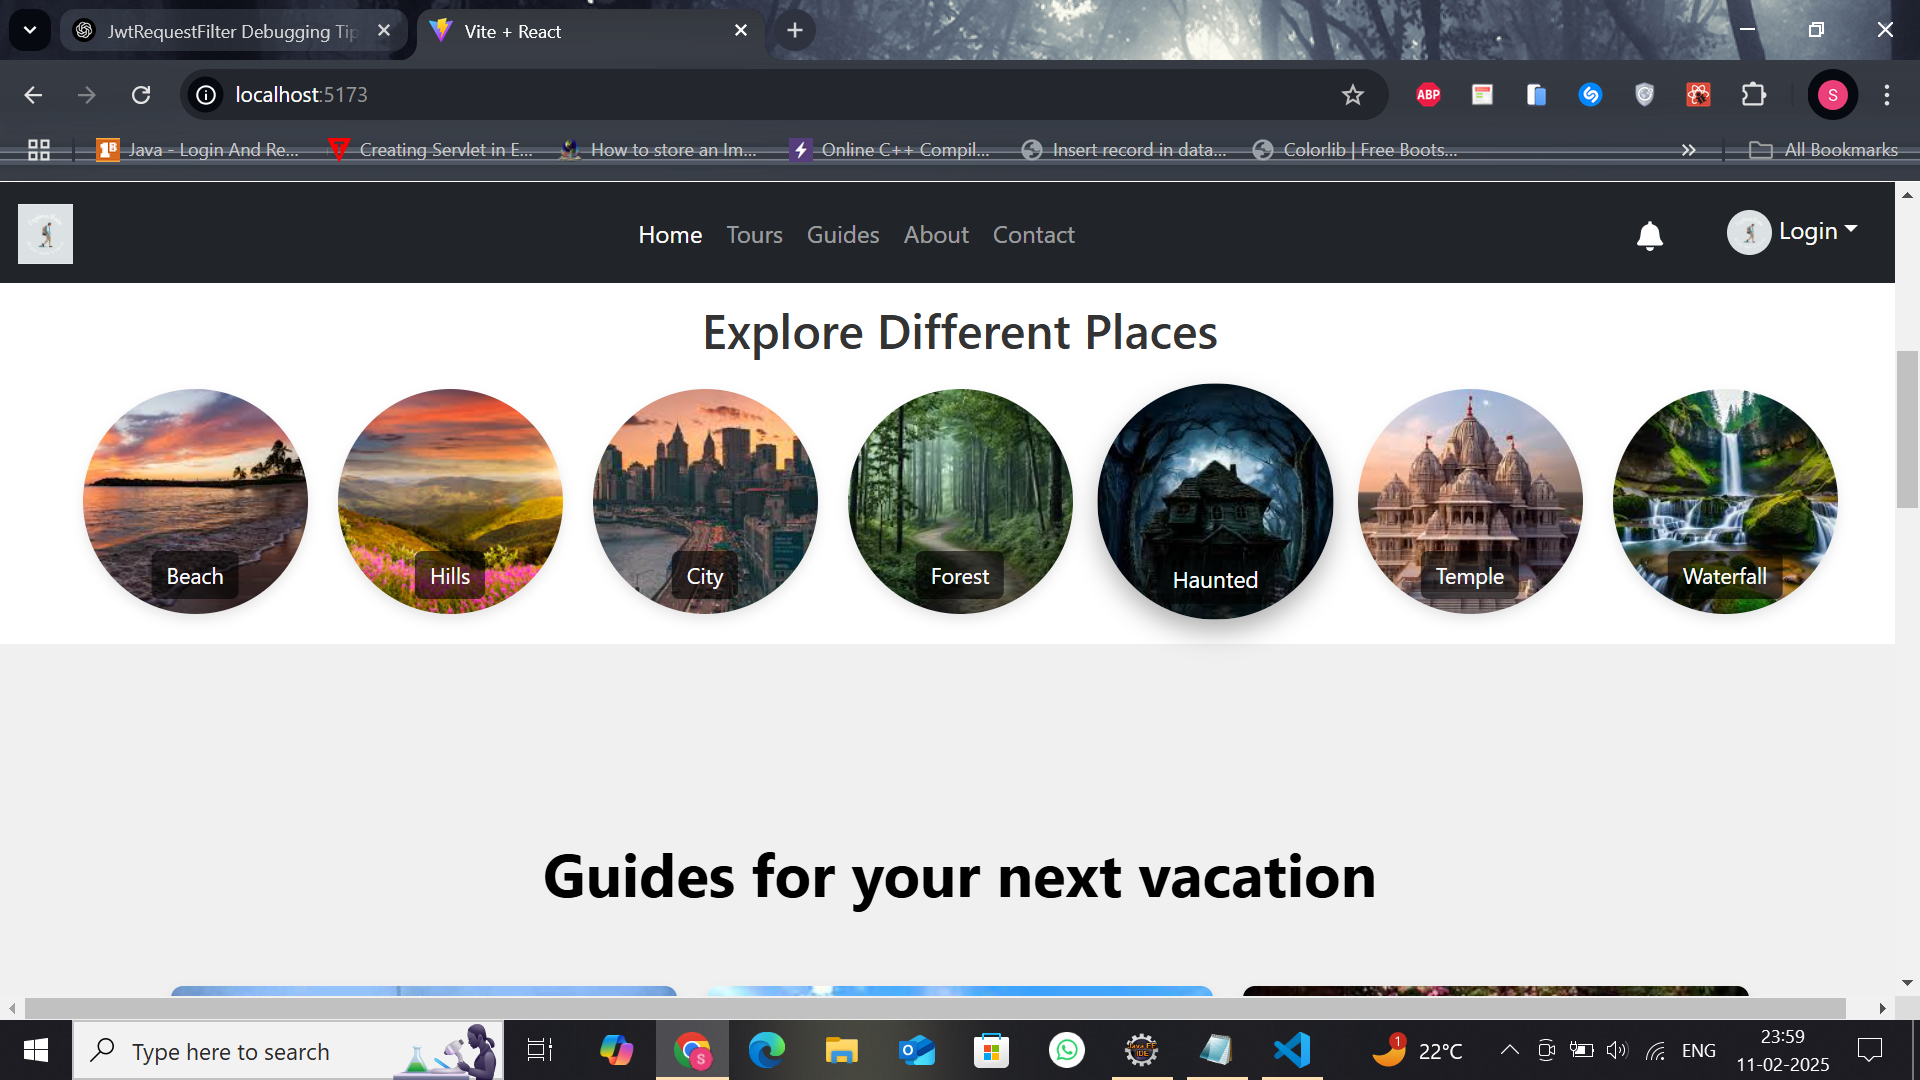 JwtRequestFilter Debugging Tip
Vite + React
localhost:5173
ABP
S
Java - Login And Re...
Creating Servlet in E...
How to store an Im...
Online C++ Compil...
Insert record in data...
Colorlib | Free Boots...
All Bookmarks
Home
Tours
Guides
About
Contact
Login
Explore Different Places
Beach
Hills
City
Forest
Haunted
Temple
Waterfall
Guides for your next vacation
Type here to search
S
1
22°C
ENG
23:59
11-02-2025